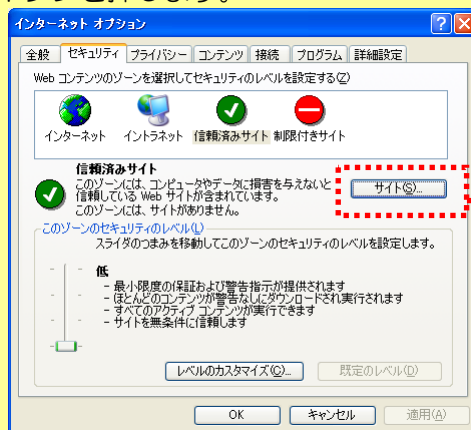 インターネット オプション
全般 セキュリティ プライバシー コンテンツ 接続 プログラム 詳細設定
Web コンテンツのゾーンを選択してセキュリティのレベルを設定する(Z)
インターネット イントラネット 信頼済みサイト 制限付きサイト
信頼済みサイト
このゾーンには、コンピュータやデータに損害を与えないと
信頼している Web サイトが含まれています。
このゾーンには、サイトがありません。
サイト(S)...
このゾーンのセキュリティのレベル(L)
スライダのつまみを移動してこのゾーンのセキュリティのレベルを設定します。
低
- 最小限度の保証および警告指示が提供されます
- ほとんどのコンテンツが警告なしにダウンロードされ実行されます
- すべてのアクティブ コンテンツが実行できます
- サイトを無条件に信頼します
レベルのカスタマイズ(C)... 既定のレベル(D)
OK キャンセル 適用(A)